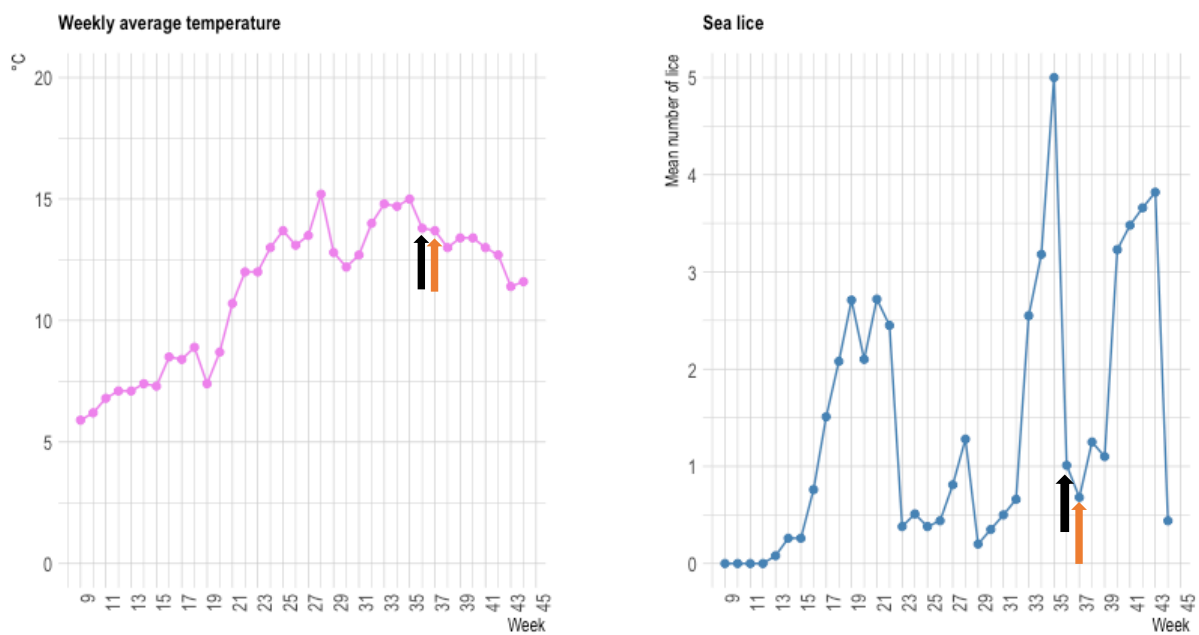 Weekly average temperature
°C
20
15
10
5
0
9 11 13 15 17 19 21 23 25 27 29 31 33 35 37 39 41 43 45
Week
Sea lice
Mean number of lice
5
4
3
2
1
0
9 11 13 15 17 19 21 23 25 27 29 31 33 35 37 39 41 43 45
Week